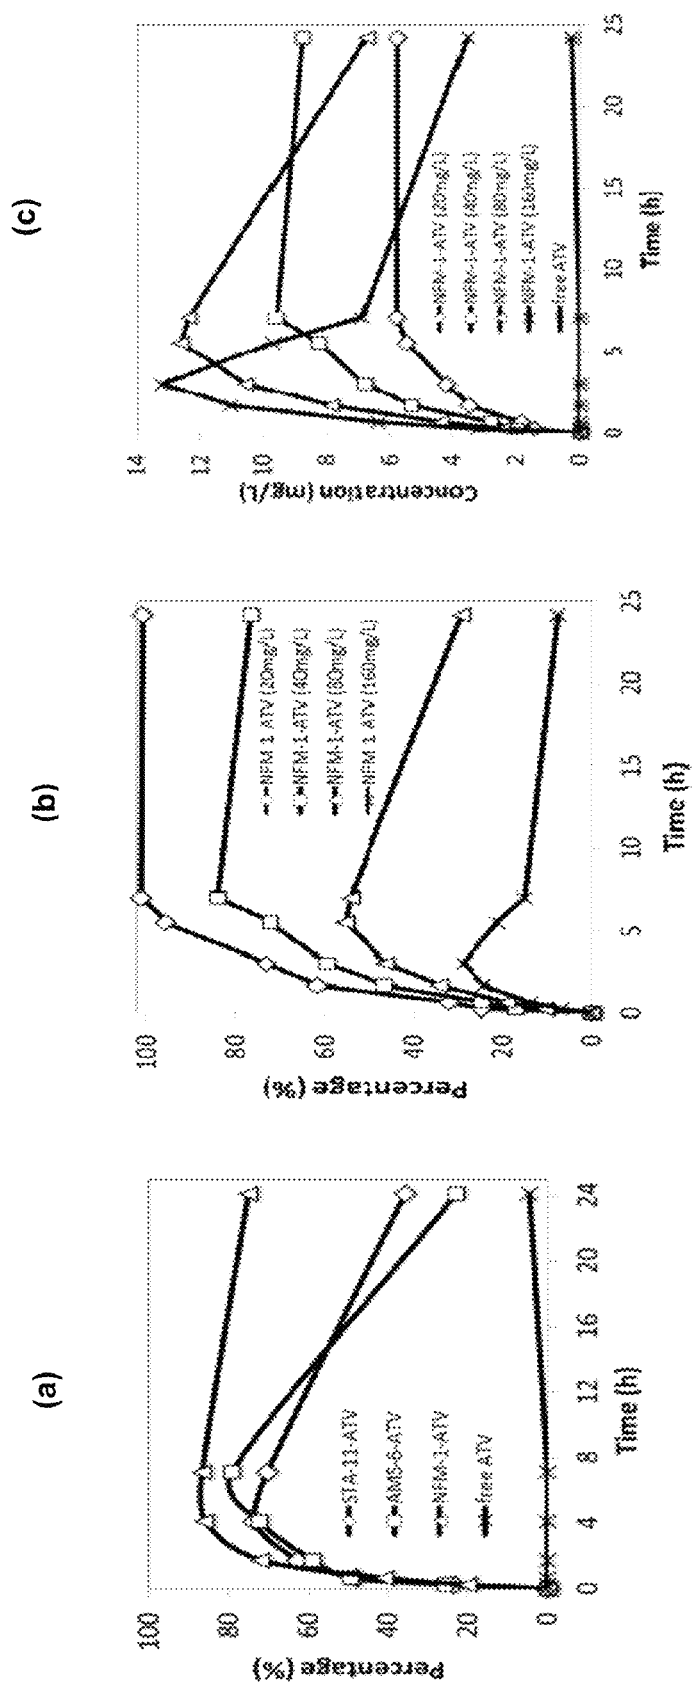 (a)
Percentage (%)
100
80
60
40
20
0
STA-11-ATV
AMS-6-ATV
NFM-1-ATV
free ATV
0 4 8 12 16 20 24
Time (h)
(b)
Percentage (%)
100
80
60
40
20
0
NFM-1-ATV (20mg/L)
NFM-1-ATV (40mg/L)
NFM-1-ATV (80mg/L)
NFM-1-ATV (160mg/L)
0 5 10 15 20 25
Time (h)
(c)
Concentration (mg/L)
14
12
10
8
6
4
2
0
NFM-1-ATV (20mg/L)
NFM-1-ATV (40mg/L)
NFM-1-ATV (80mg/L)
NFM-1-ATV (160mg/L)
free ATV
0 5 10 15 20 25
Time (h)